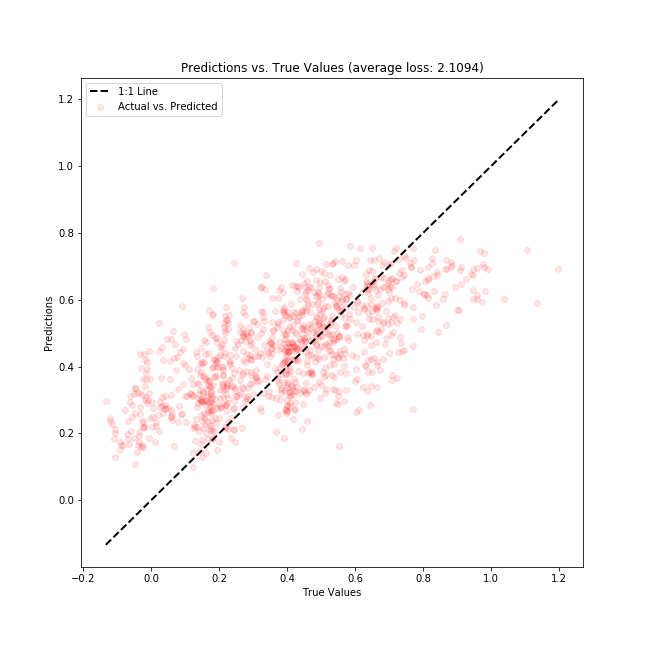 Predictions vs. True Values (average loss: 2.1094)
1:1 Line
Actual vs. Predicted
1.2
1.0
0.8
0.6
0.4
0.2
0.0
Predictions
−0.2 0.0 0.2 0.4 0.6 0.8 1.0 1.2
True Values